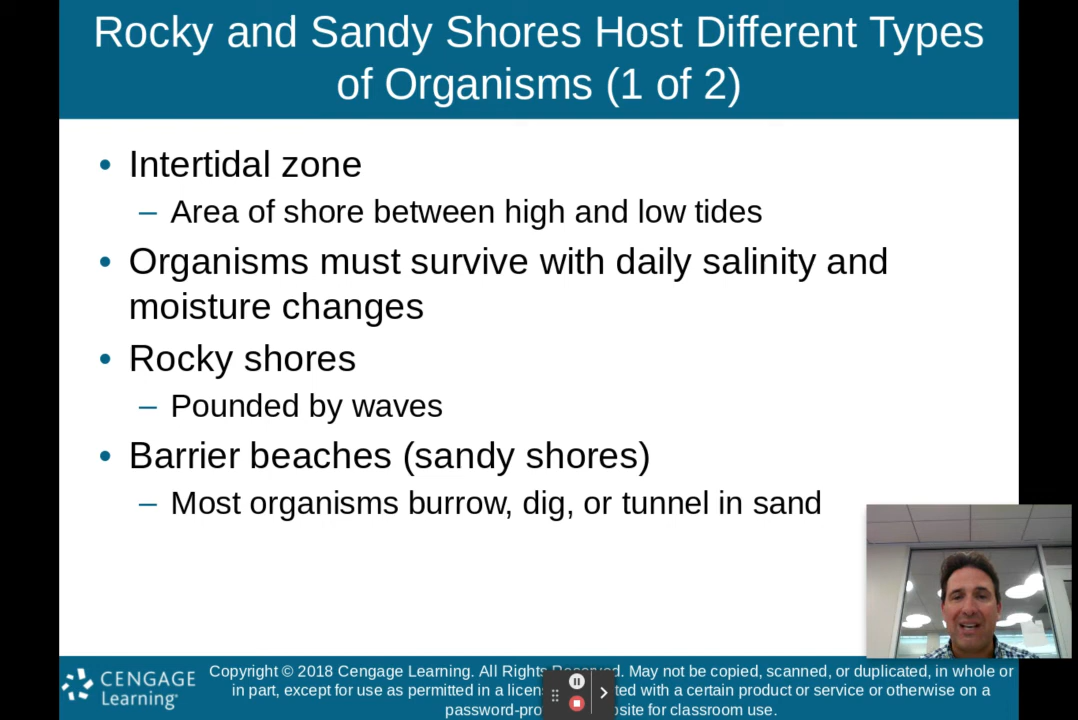 Rocky and Sandy Shores Host Different Types
of Organisms (1 of 2)
• Intertidal zone
– Area of shore between high and low tides
• Organisms must survive with daily salinity and
moisture changes
• Rocky shores
– Pounded by waves
• Barrier beaches (sandy shores)
– Most organisms burrow, dig, or tunnel in sand
CENGAGE
Learning
Copyright © 2018 Cengage Learning. All Rights Reserved. May not be copied, scanned, or duplicated, in whole or
in part, except for use as permitted in a with a certain product or service or otherwise on a
for classroom use.